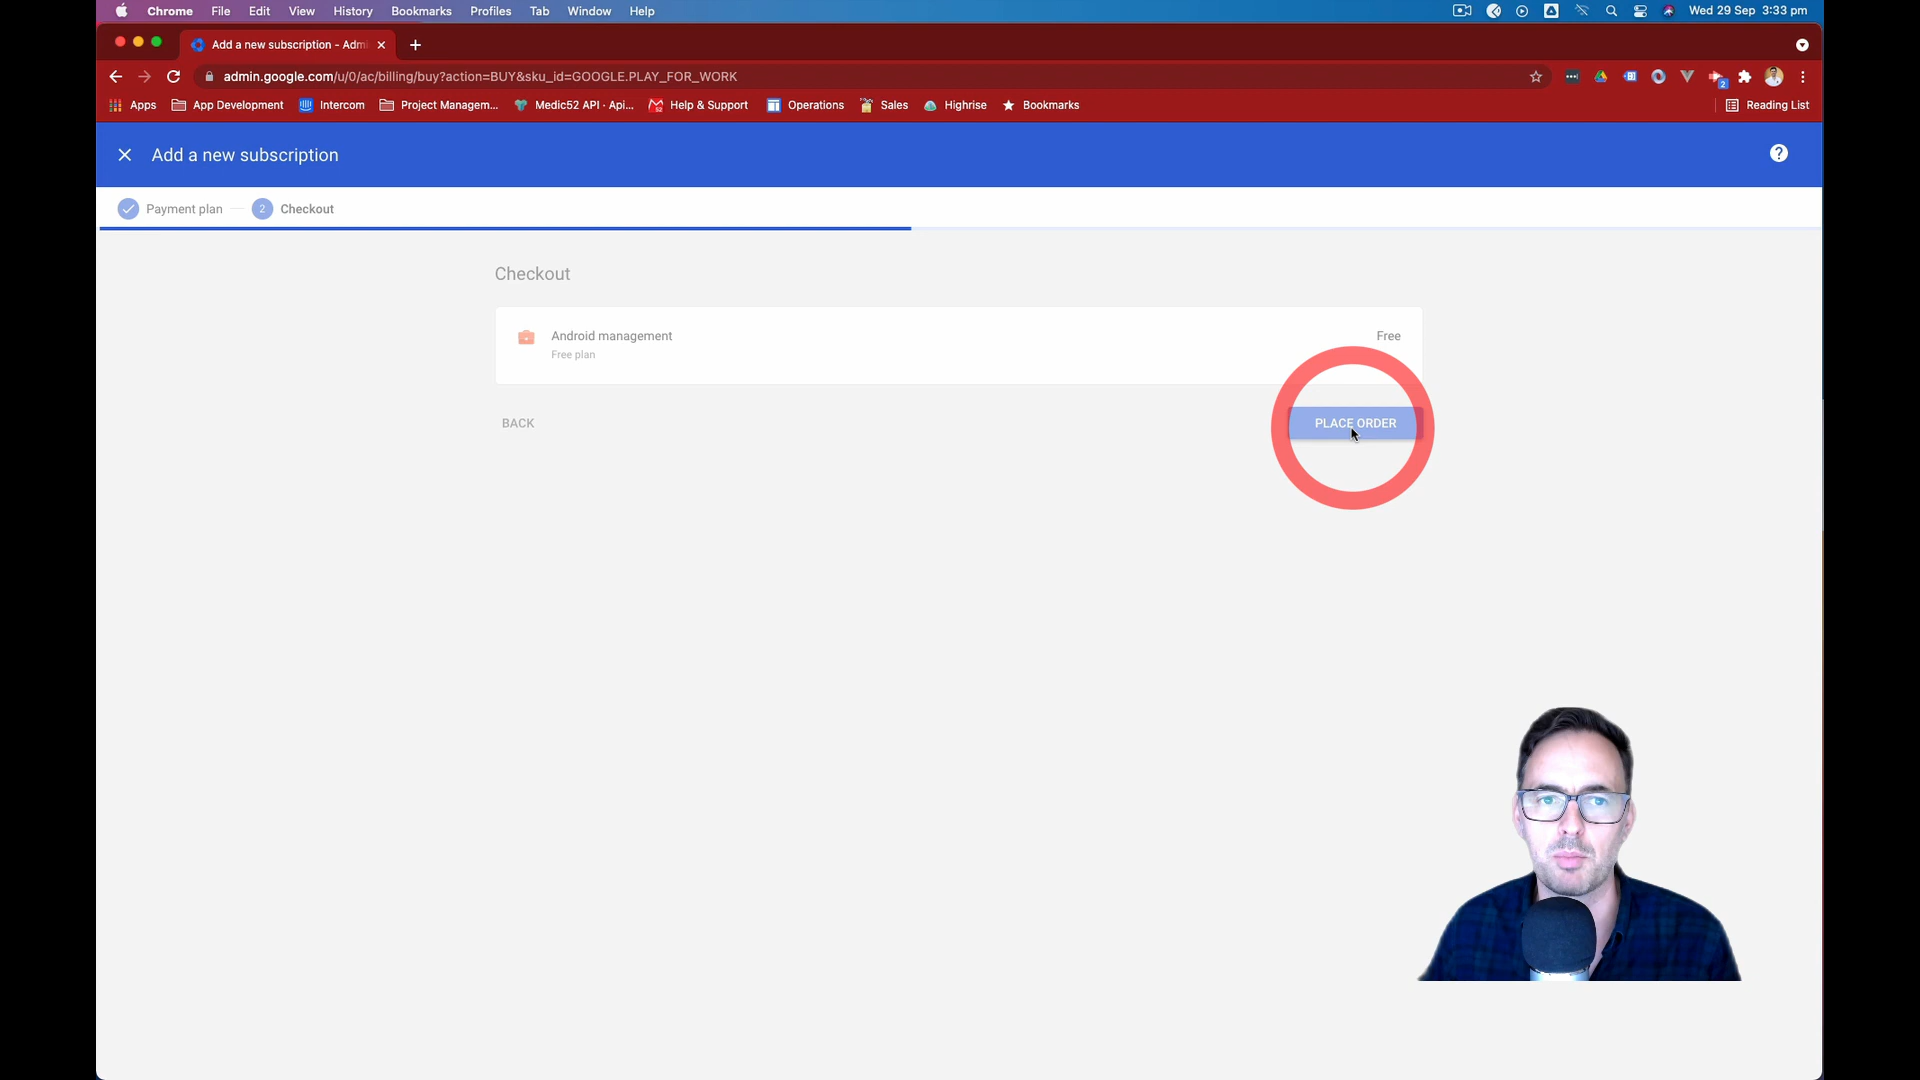 Chrome File Edit View History Bookmarks Profiles Tab Window Help Wed 29 Sep 3:33 pm
Add a new subscription - Adm
admin.google.com/u/0/ac/billing/buy?action=BUY&sku_id=GOOGLE.PLAY_FOR_WORK
2
Apps App Development Intercom Project Managem... Medic52 API · Api... Help & Support Operations Sales Highrise Bookmarks Reading List
Add a new subscription ?
Payment plan 2 Checkout
Checkout
Android management Free
Free plan
BACK PLACE ORDER